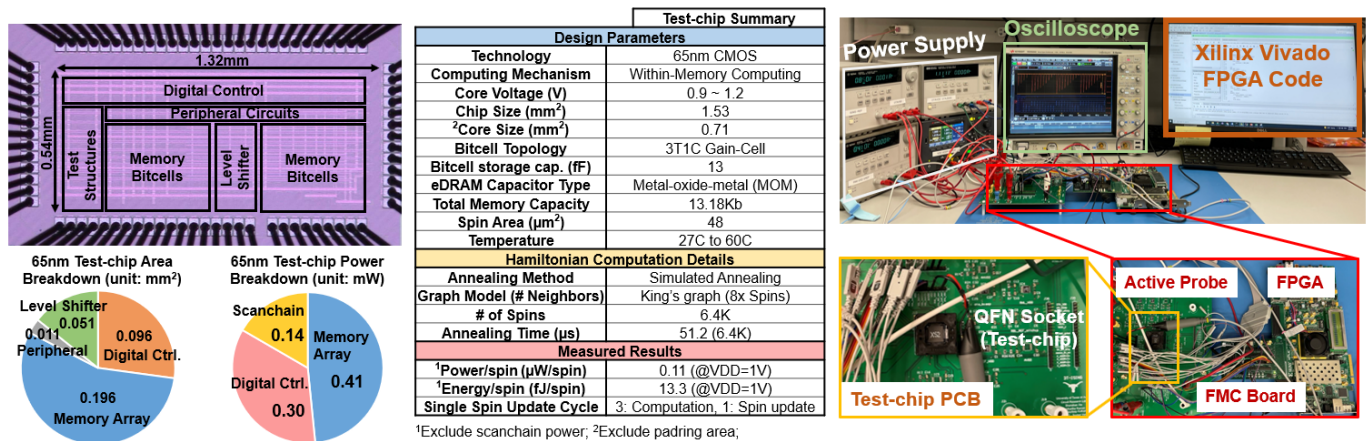 1.32mm
0.54mm
Digital Control
Peripheral Circuits
Test Structures
Memory Bitcells
Level Shifter
Memory Bitcells
65nm Test-chip Area
Breakdown (unit: mm²)
Level Shifter
0.051
0.096
Digital Ctrl.
0.011
Peripheral
0.196
Memory Array
65nm Test-chip Power
Breakdown (unit: mW)
Scanchain
0.14
Memory
Array
0.41
Digital Ctrl.
0.30
Test-chip Summary
Design Parameters
Technology 65nm CMOS
Computing Mechanism Within-Memory Computing
Core Voltage (V) 0.9 ~ 1.2
Chip Size (mm²) 1.53
²Core Size (mm²) 0.71
Bitcell Topology 3T1C Gain-Cell
Bitcell storage cap. (fF) 13
eDRAM Capacitor Type Metal-oxide-metal (MOM)
Total Memory Capacity 13.18Kb
Spin Area (µm²) 48
Temperature 27C to 60C
Hamiltonian Computation Details
Annealing Method Simulated Annealing
Graph Model (# Neighbors) King's graph (8x Spins)
# of Spins 6.4K
Annealing Time (µs) 51.2 (6.4K)
Measured Results
¹Power/spin (µW/spin) 0.11 (@VDD=1V)
¹Energy/spin (fJ/spin) 13.3 (@VDD=1V)
Single Spin Update Cycle 3: Computation, 1: Spin update
¹Exclude scanchain power; ²Exclude padring area;
Power Supply
Oscilloscope
Xilinx Vivado
FPGA Code
QFN Socket
(Test-chip)
Test-chip PCB
Active Probe
FPGA
FMC Board